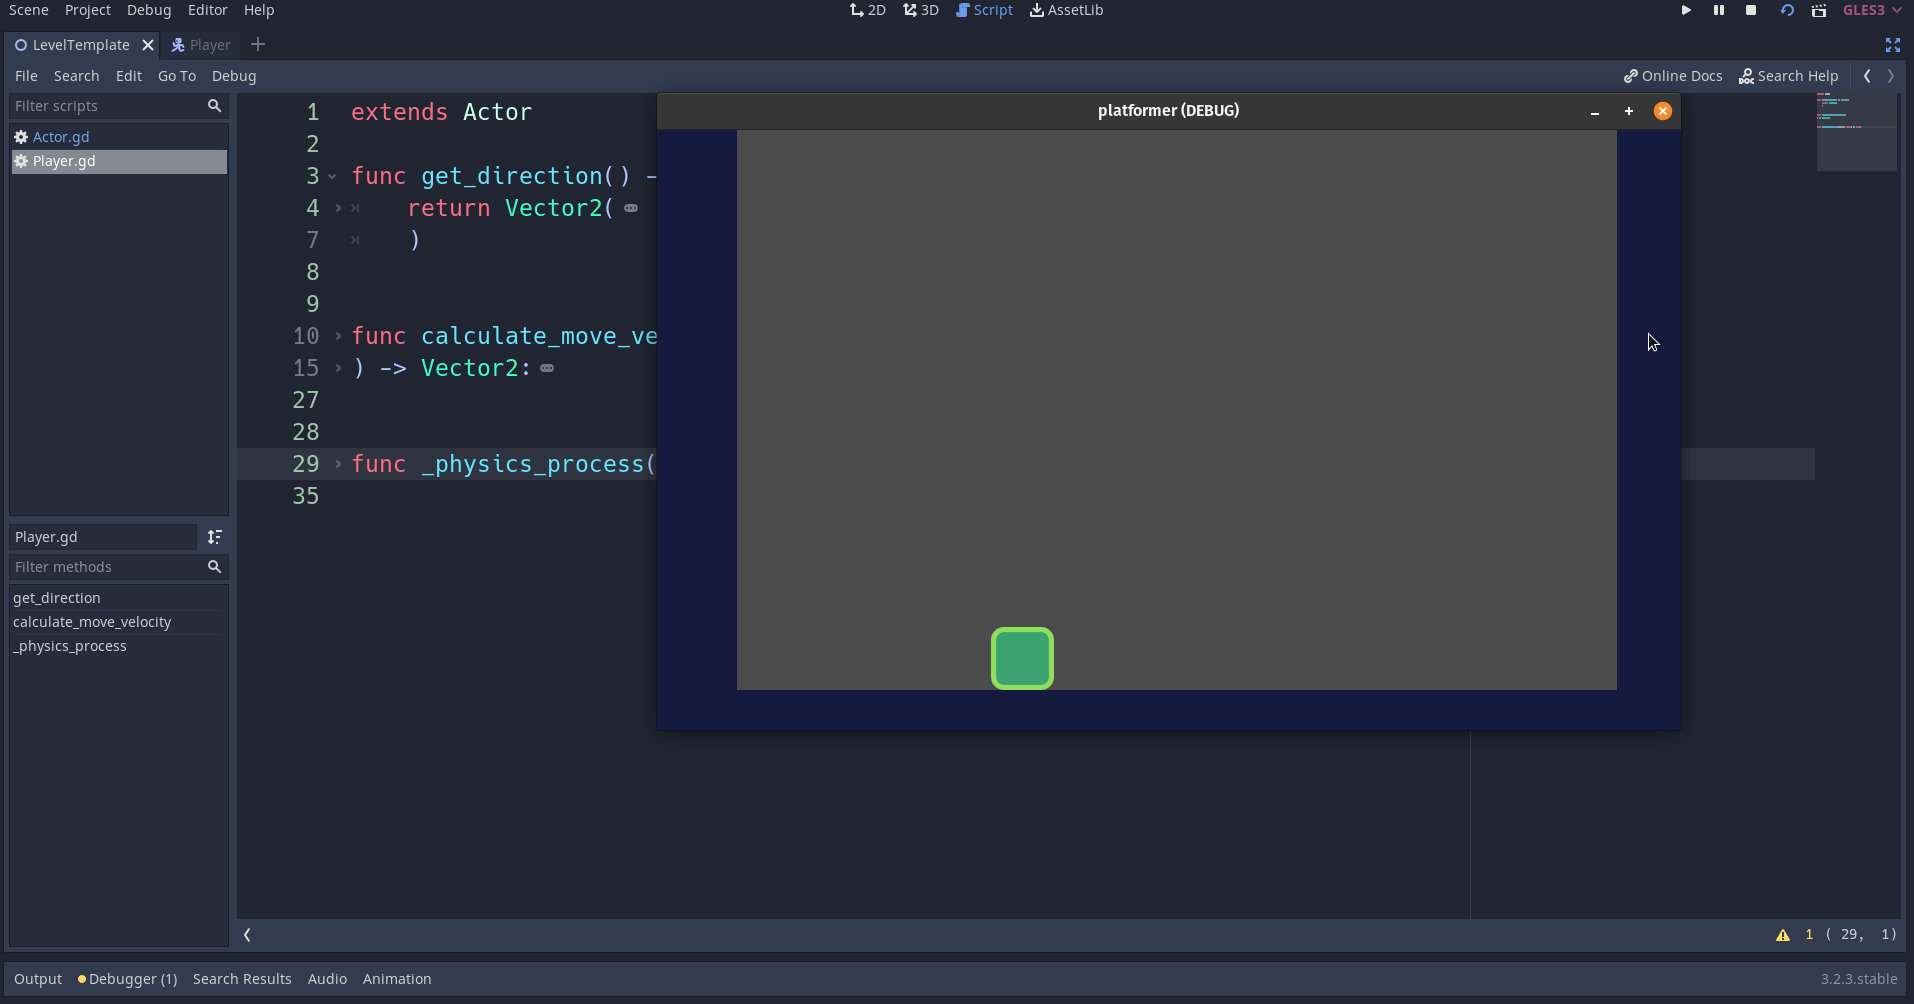 Scene Project Debug Editor Help 2D 3D Script AssetLib GLES3
LevelTemplate Player
File Search Edit Go To Debug Online Docs Search Help
Filter scripts
Actor.gd
Player.gd
Player.gd
Filter methods
get_direction
calculate_move_velocity
_physics_process
1 extends Actor
2
3 func get_direction() -
4 return Vector2(
7 )
8
9
10 func calculate_move_ve
15 ) -> Vector2:
27
28
29 func _physics_process(
35
platformer (DEBUG)
1 ( 29, 1)
Output Debugger (1) Search Results Audio Animation 3.2.3.stable